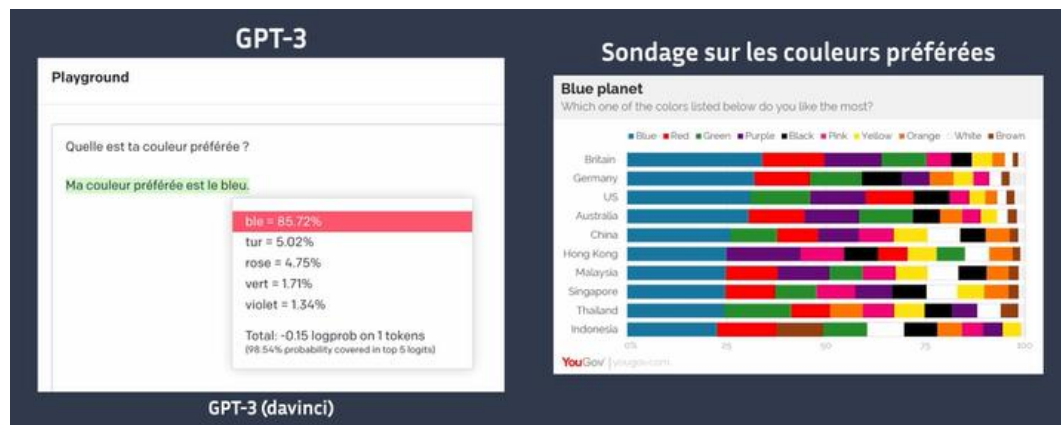 GPT-3
Playground
Quelle est ta couleur préférée ?
Ma couleur préférée est le bleu.
ble = 85.72%
tur = 5.02%
rose = 4.75%
vert = 1.71%
violet = 1.34%
Total: -0.15 logprob on 1 tokens
(98.54% probability covered in top 5 logits)
GPT-3 (davinci)
Sondage sur les couleurs préférées
Blue planet
Which one of the colors listed below do you like the most?
Blue Red Green Purple Black Pink Yellow Orange White Brown
Britain
Germany
US
Australia
China
Hong Kong
Malaysia
Singapore
Thailand
Indonesia
0% 25 50 75 100
YouGov yougov.com